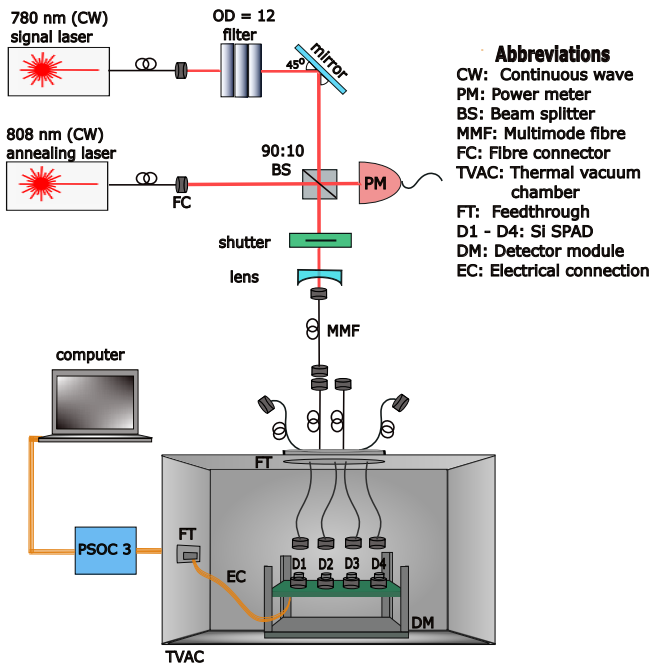 780 nm (CW)
signal laser
OD = 12
filter
mirror
45°
808 nm (CW)
annealing laser
FC
90:10
BS
PM
shutter
lens
MMF
Abbreviations
CW: Continuous wave
PM: Power meter
BS: Beam splitter
MMF: Multimode fibre
FC: Fibre connector
TVAC: Thermal vacuum
chamber
FT: Feedthrough
D1 - D4: Si SPAD
DM: Detector module
EC: Electrical connection
computer
PSOC 3
FT
FT
EC
D1 D2 D3 D4
DM
TVAC